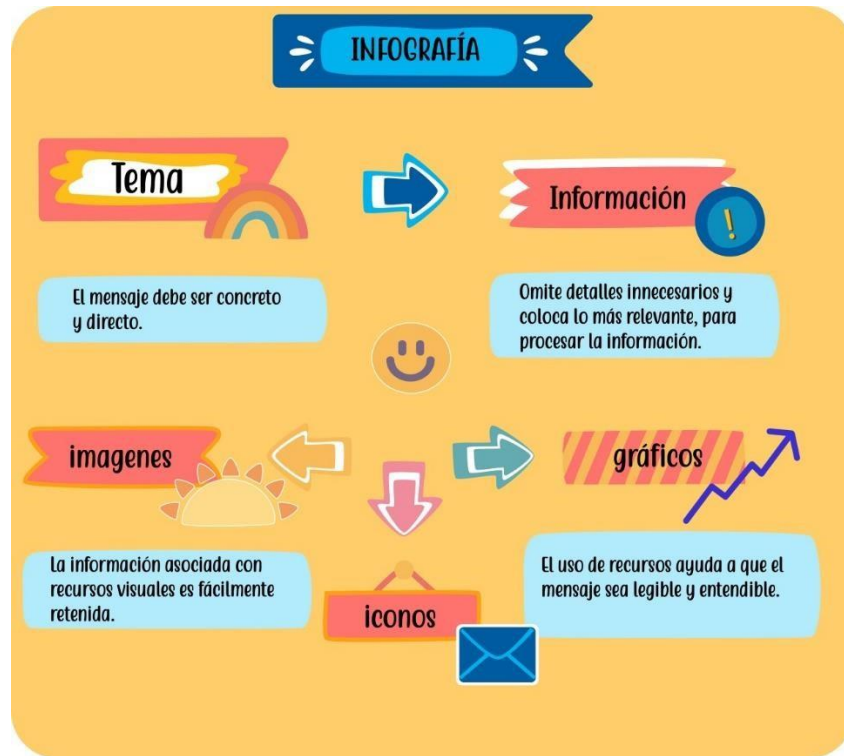 INFOGRAFÍA
Tema
Información
!
El mensaje debe ser concreto
y directo.
Omite detalles innecesarios y
coloca lo más relevante, para
procesar la información.
imagenes
gráficos
La información asociada con
recursos visuales es fácilmente
retenida.
El uso de recursos ayuda a que el
mensaje sea legible y entendible.
iconos